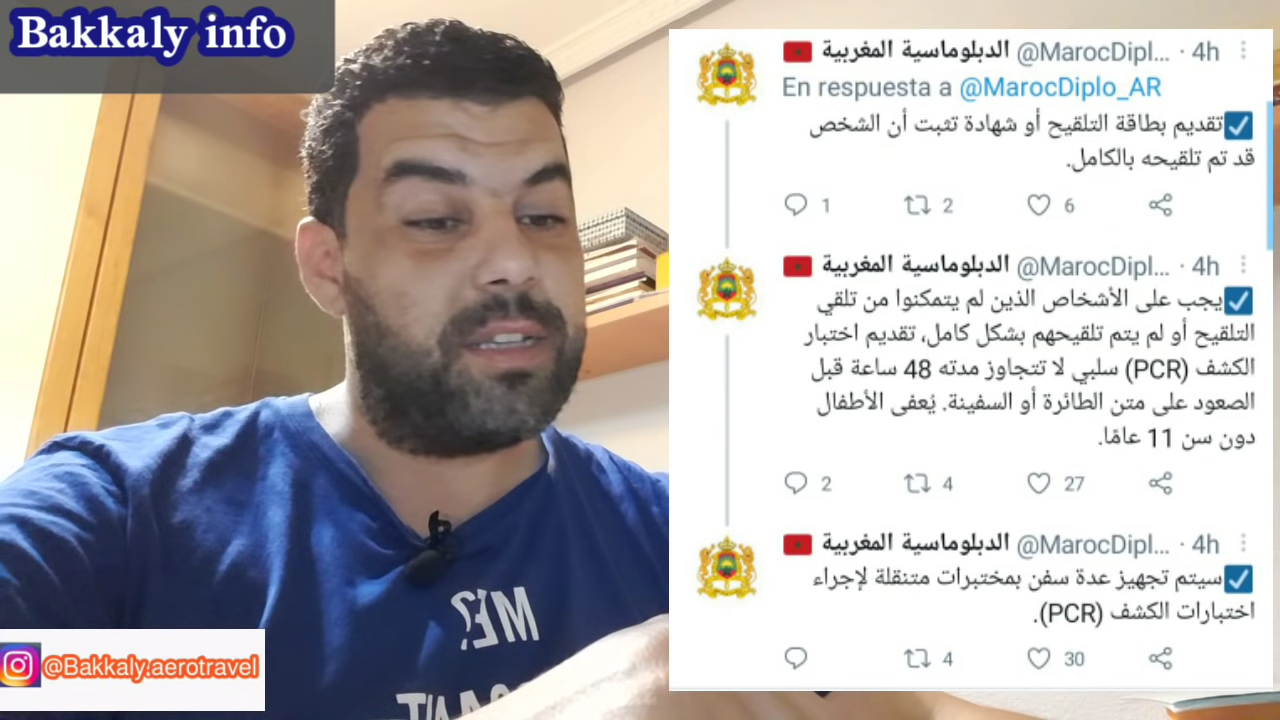 Bakkaly info
الدبلوماسية المغربية @MarocDipl... · 4h
En respuesta a @MarocDiplo_AR
تقديم بطاقة التلقيح أو شهادة تثبت أن الشخص
قد تم تلقيحه بالكامل.
1 2 6
الدبلوماسية المغربية @MarocDipl... · 4h
يجب على الأشخاص الذين لم يتمكنوا من تلقي
التلقيح أو لم يتم تلقيحهم بشكل كامل، تقديم اختبار
الكشف (PCR) سلبي لا تتجاوز مدته 48 ساعة قبل
الصعود على متن الطائرة أو السفينة. يُعفى الأطفال
دون سن 11 عامًا.
2 4 27
الدبلوماسية المغربية @MarocDipl... · 4h
سيتم تجهيز عدة سفن بمختبرات متنقلة لإجراء
اختبارات الكشف (PCR).
4 30
ME?
@Bakkaly.aerotravel